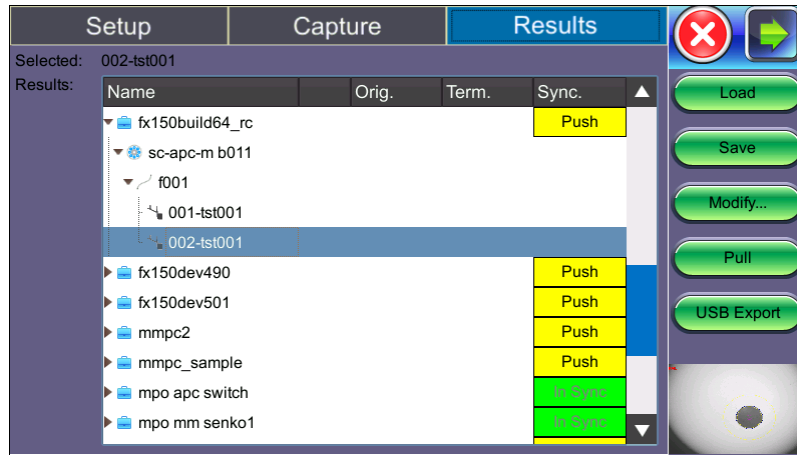 Setup Capture Results
Selected: 002-tst001
Results:
Name Orig. Term. Sync.
fx150build64_rc Push
sc-apc-m b011
f001
001-tst001
002-tst001
fx150dev490 Push
fx150dev501 Push
mmpc2 Push
mmpc_sample Push
mpo apc switch In Sync
mpo mm senko1 In Sync
Load
Save
Modify...
Pull
USB Export